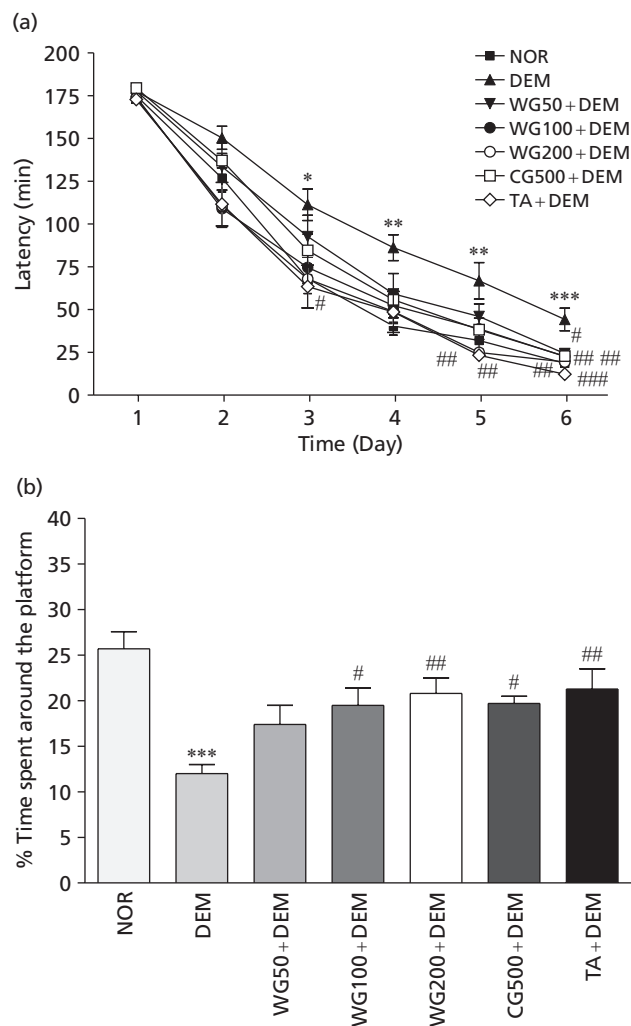 (a)
200
175
150
125
100
75
50
25
0
Latency (min)
NOR
DEM
WG50+DEM
WG100+DEM
WG200+DEM
CG500+DEM
TA+DEM
*
**
**
***
#
#
##
##
##
## ##
###
1 2 3 4 5 6
Time (Day)
(b)
40
35
30
25
20
15
10
5
0
% Time spent around the platform
***
#
##
#
##
NOR
DEM
WG50+DEM
WG100+DEM
WG200+DEM
CG500+DEM
TA+DEM